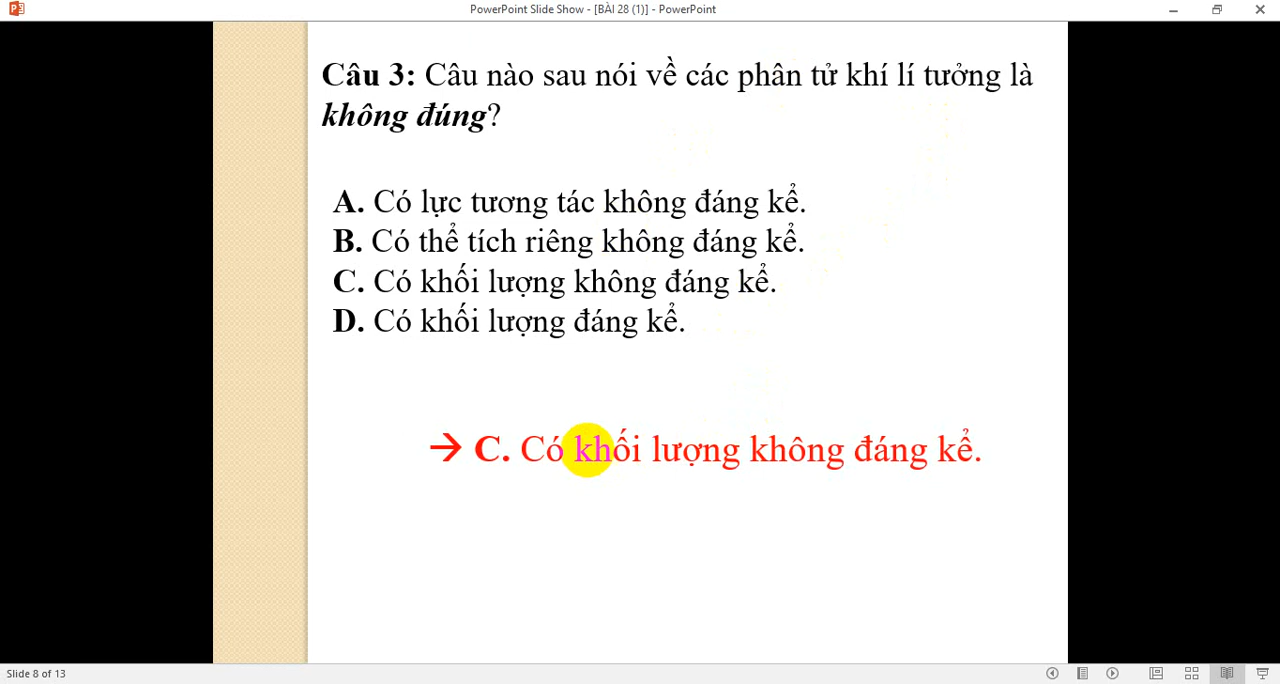 PowerPoint Slide Show - [BÀI 28 (1)] - PowerPoint
Câu 3: Câu nào sau nói về các phân tử khí lí tưởng là
không đúng?
A. Có lực tương tác không đáng kể.
B. Có thể tích riêng không đáng kể.
C. Có khối lượng không đáng kể.
D. Có khối lượng đáng kể.
→ C. Có khối lượng không đáng kể.
Slide 8 of 13